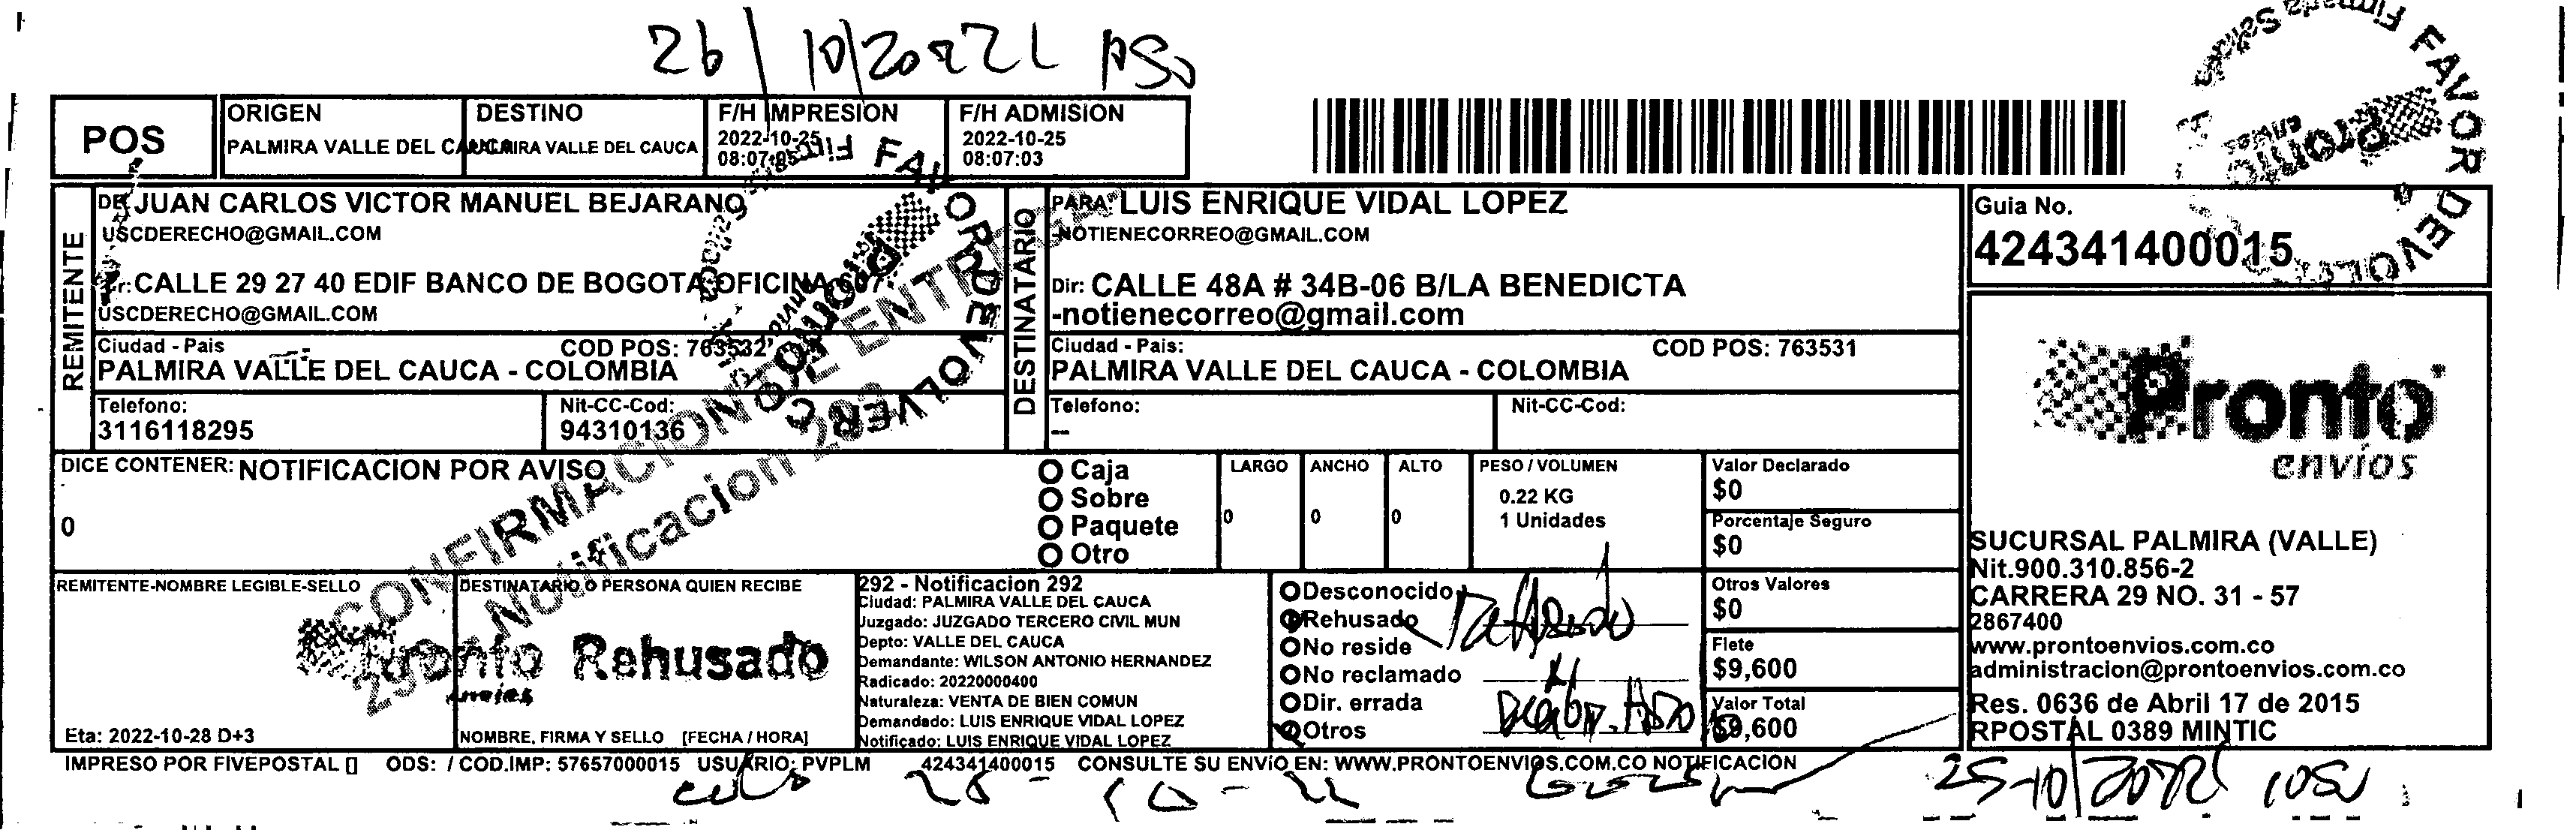 26/10/2022
POS
ORIGEN
PALMIRA VALLE DEL CAUCA
DESTINO
PALMIRA VALLE DEL CAUCA
F/H IMPRESION
2022-10-25
08:07:05
F/H ADMISION
2022-10-25
08:07:03
REMITENTE
DE: JUAN CARLOS VICTOR MANUEL BEJARANO
USCDERECHO@GMAIL.COM
Dir: CALLE 29 27 40 EDIF BANCO DE BOGOTA OFICINA 607
USCDERECHO@GMAIL.COM
Ciudad - Pais
COD POS: 763532
PALMIRA VALLE DEL CAUCA - COLOMBIA
Telefono:
3116118295
Nit-CC-Cod:
94310136
DESTINATARIO
PARA: LUIS ENRIQUE VIDAL LOPEZ
-NOTIENECORREO@GMAIL.COM
Dir: CALLE 48A # 34B-06 B/LA BENEDICTA
-notienecorreo@gmail.com
Ciudad - Pais:
COD POS: 763531
PALMIRA VALLE DEL CAUCA - COLOMBIA
Telefono:
--
Nit-CC-Cod:
Guia No.
424341400015
FAVOR DEVOLVER
Firmada
Pronto
envíos
FAVOR DEVOLVER
Pronto
CONFIRMACION DE ENTREGA
Notificacion 292
DICE CONTENER: NOTIFICACION POR AVISO
0
Caja
Sobre
Paquete
Otro
LARGO
0
ANCHO
0
ALTO
0
PESO / VOLUMEN
0.22 KG
1 Unidades
Valor Declarado
$0
Porcentaje Seguro
$0
Otros Valores
$0
Flete
$9,600
Valor Total
$9,600
Pronto
envíos
SUCURSAL PALMIRA (VALLE)
Nit.900.310.856-2
CARRERA 29 NO. 31 - 57
2867400
www.prontoenvios.com.co
administracion@prontoenvios.com.co
Res. 0636 de Abril 17 de 2015
RPOSTAL 0389 MINTIC
REMITENTE-NOMBRE LEGIBLE-SELLO
Eta: 2022-10-28 D+3
DESTINATARIO O PERSONA QUIEN RECIBE
Pronto Rehusado
envíos
NOMBRE, FIRMA Y SELLO [FECHA / HORA]
292 - Notificacion 292
Ciudad: PALMIRA VALLE DEL CAUCA
Juzgado: JUZGADO TERCERO CIVIL MUN
Depto: VALLE DEL CAUCA
Demandante: WILSON ANTONIO HERNANDEZ
Radicado: 20220000400
Naturaleza: VENTA DE BIEN COMUN
Demandado: LUIS ENRIQUE VIDAL LOPEZ
Notificado: LUIS ENRIQUE VIDAL LOPEZ
Desconocido
Rehusado
No reside
No reclamado
Dir. errada
Otros
IMPRESO POR FIVEPOSTAL [] ODS: / COD.IMP: 57657000015 USUARIO: PVPLM 424341400015 CONSULTE SU ENVIO EN: WWW.PRONTOENVIOS.COM.CO NOTIFICACION
25-10/2022